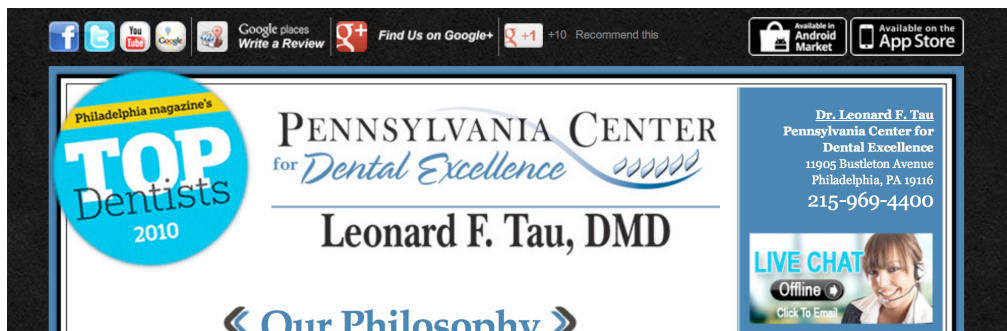 You
Tube
Google
Google places
Write a Review
g+
Find Us on Google+
g +1
+10 Recommend this
Available in
Android
Market
Available on the
App Store
Philadelphia magazine's
TOP
Dentists
2010
PENNSYLVANIA CENTER
for Dental Excellence
Leonard F. Tau, DMD
Our Philosophy
Dr. Leonard F. Tau
Pennsylvania Center for
Dental Excellence
11905 Bustleton Avenue
Philadelphia, PA 19116
215-969-4400
LIVE CHAT
Offline
Click To Email